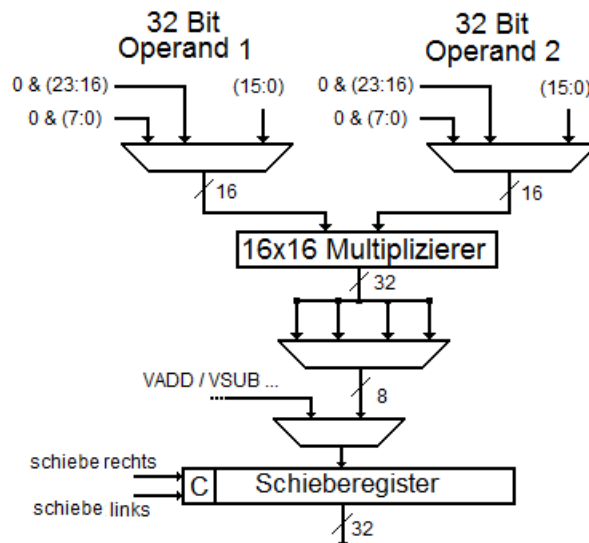 32 Bit
Operand 1
32 Bit
Operand 2
0 & (23:16)
(15:0)
0 & (7:0)
0 & (23:16)
(15:0)
0 & (7:0)
16
16
16x16 Multiplizierer
32
VADD / VSUB ...
8
schiebe rechts
schiebe links
C
Schieberegister
32